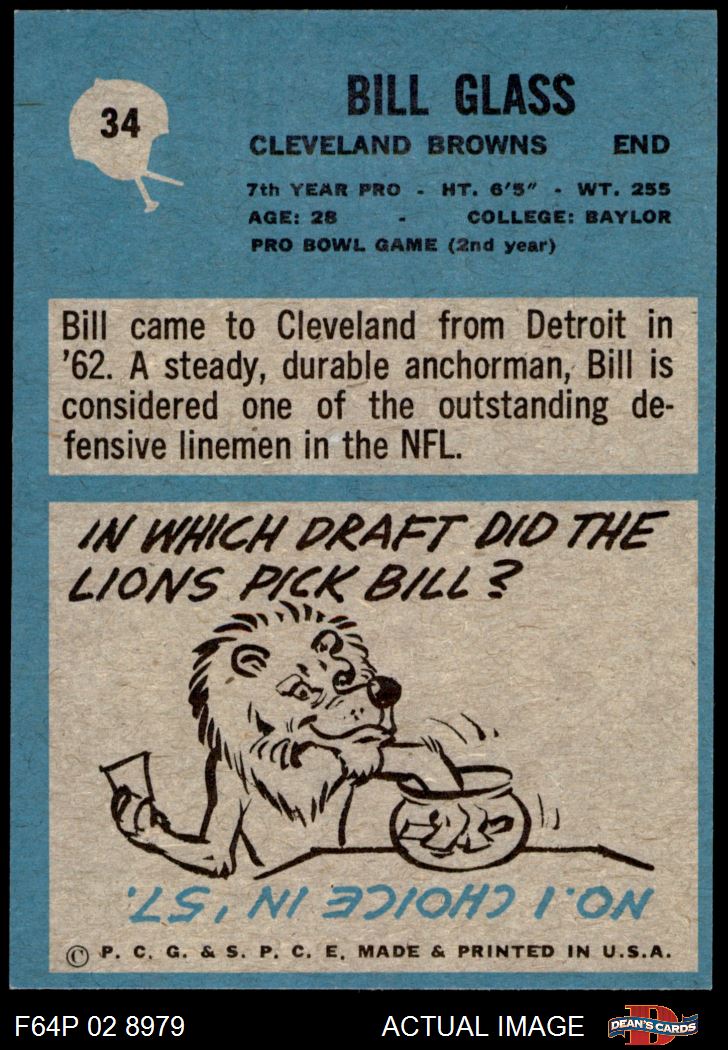 34
BILL GLASS
CLEVELAND BROWNS END
7th YEAR PRO - HT. 6'5" - WT. 255
AGE: 28 - COLLEGE: BAYLOR
PRO BOWL GAME (2nd year)
Bill came to Cleveland from Detroit in
'62. A steady, durable anchorman, Bill is
considered one of the outstanding de-
fensive linemen in the NFL.
IN WHICH DRAFT DID THE
LIONS PICK BILL?
NO. 1 CHOICE IN '57.
© P. C. G. & S. P. C. E. MADE & PRINTED IN U.S.A.
F64P 02 8979 ACTUAL IMAGE DEAN'S CARDS